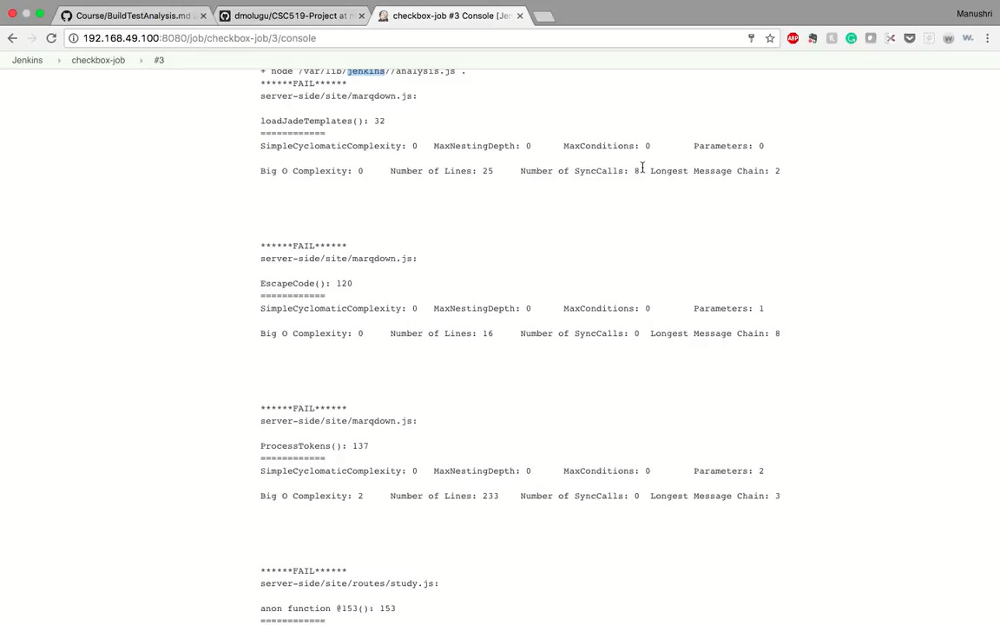 Course/BuildTestAnalysis.md
dmolugu/CSC519-Project at m
checkbox-job #3 Console [Jen
Manushri
192.168.49.100:8080/job/checkbox-job/3/console
Jenkins checkbox-job #3
+ node /var/lib/jenkins//analysis.js .
******FAIL******
server-side/site/marqdown.js:
loadJadeTemplates(): 32
============
SimpleCyclomaticComplexity: 0 MaxNestingDepth: 0 MaxConditions: 0 Parameters: 0
Big O Complexity: 0 Number of Lines: 25 Number of SyncCalls: 8 Longest Message Chain: 2
******FAIL******
server-side/site/marqdown.js:
EscapeCode(): 120
============
SimpleCyclomaticComplexity: 0 MaxNestingDepth: 0 MaxConditions: 0 Parameters: 1
Big O Complexity: 0 Number of Lines: 16 Number of SyncCalls: 0 Longest Message Chain: 8
******FAIL******
server-side/site/marqdown.js:
ProcessTokens(): 137
============
SimpleCyclomaticComplexity: 0 MaxNestingDepth: 0 MaxConditions: 0 Parameters: 2
Big O Complexity: 2 Number of Lines: 233 Number of SyncCalls: 0 Longest Message Chain: 3
******FAIL******
server-side/site/routes/study.js:
anon function @153(): 153
============